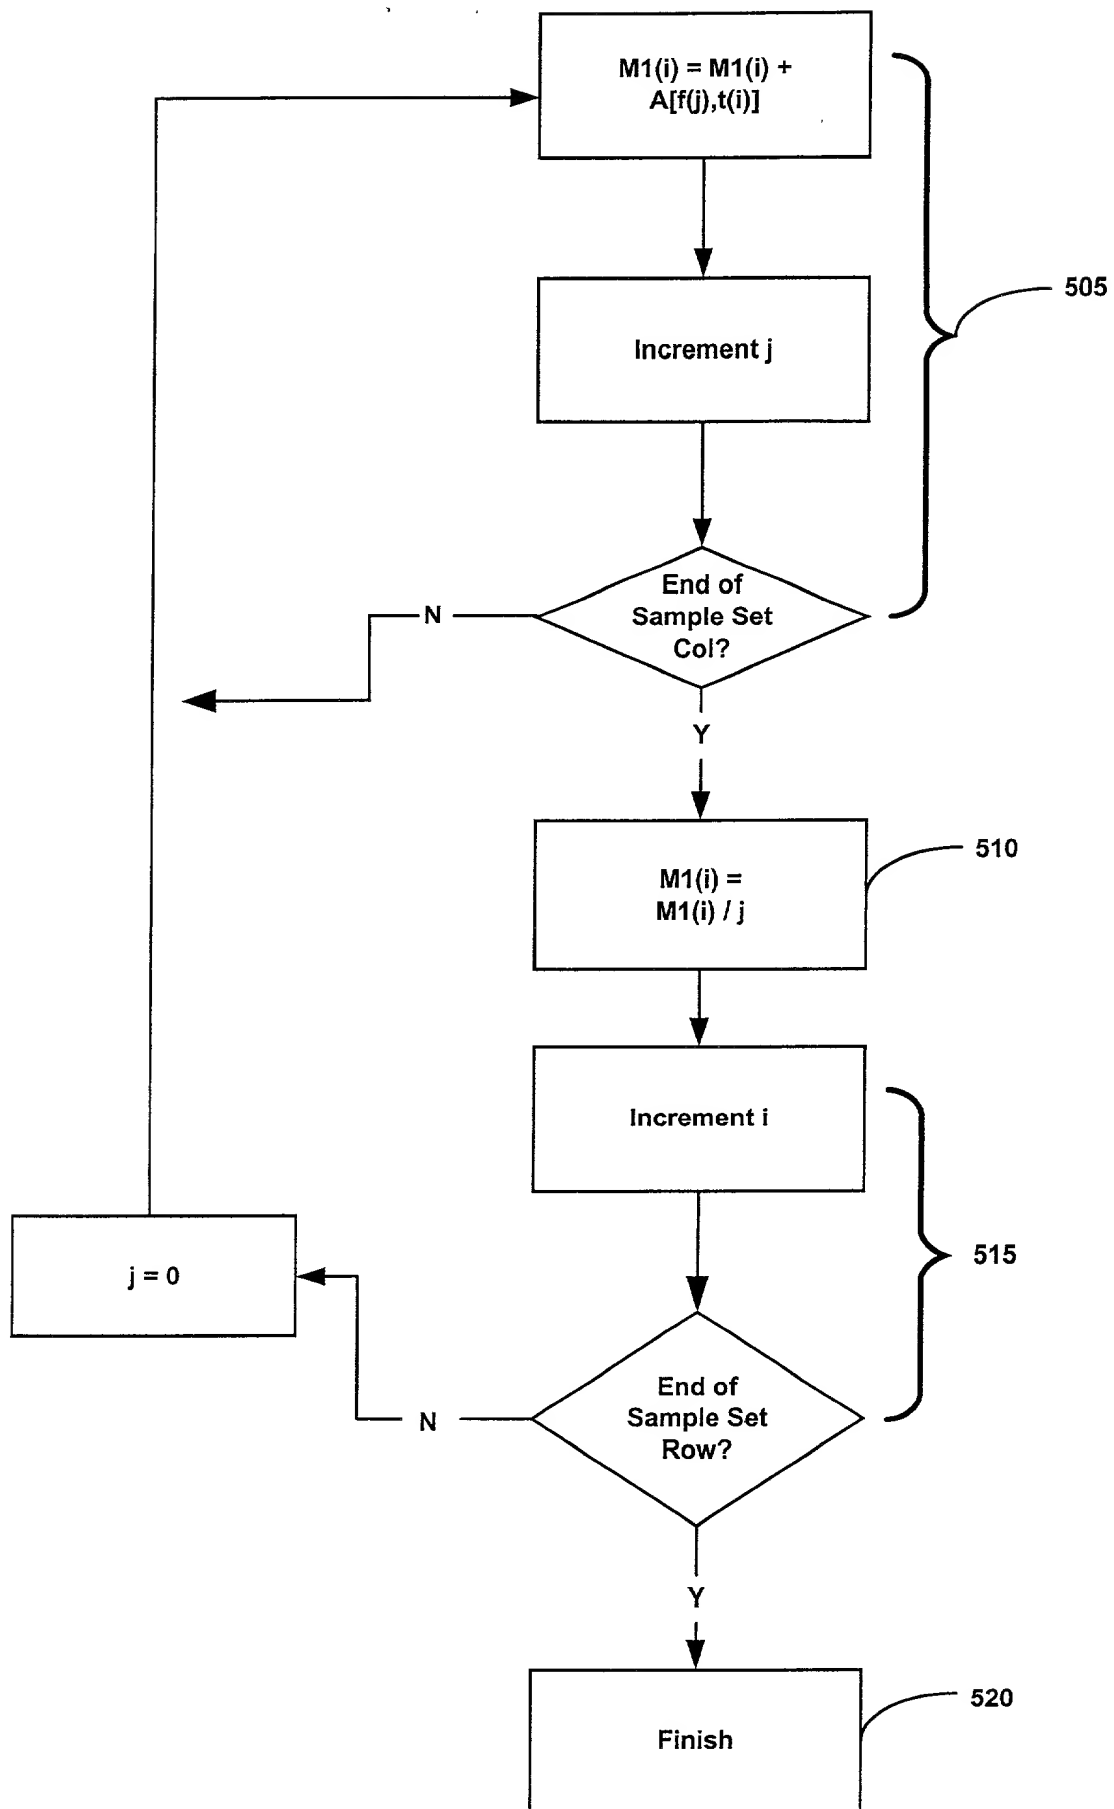 M1(i) = M1(i) +
A[f(j),t(i)]
505
Increment j
End of
Sample Set
Col?
N
Y
M1(i) =
M1(i) / j
510
Increment i
515
j = 0
End of
Sample Set
Row?
N
Y
Finish
520